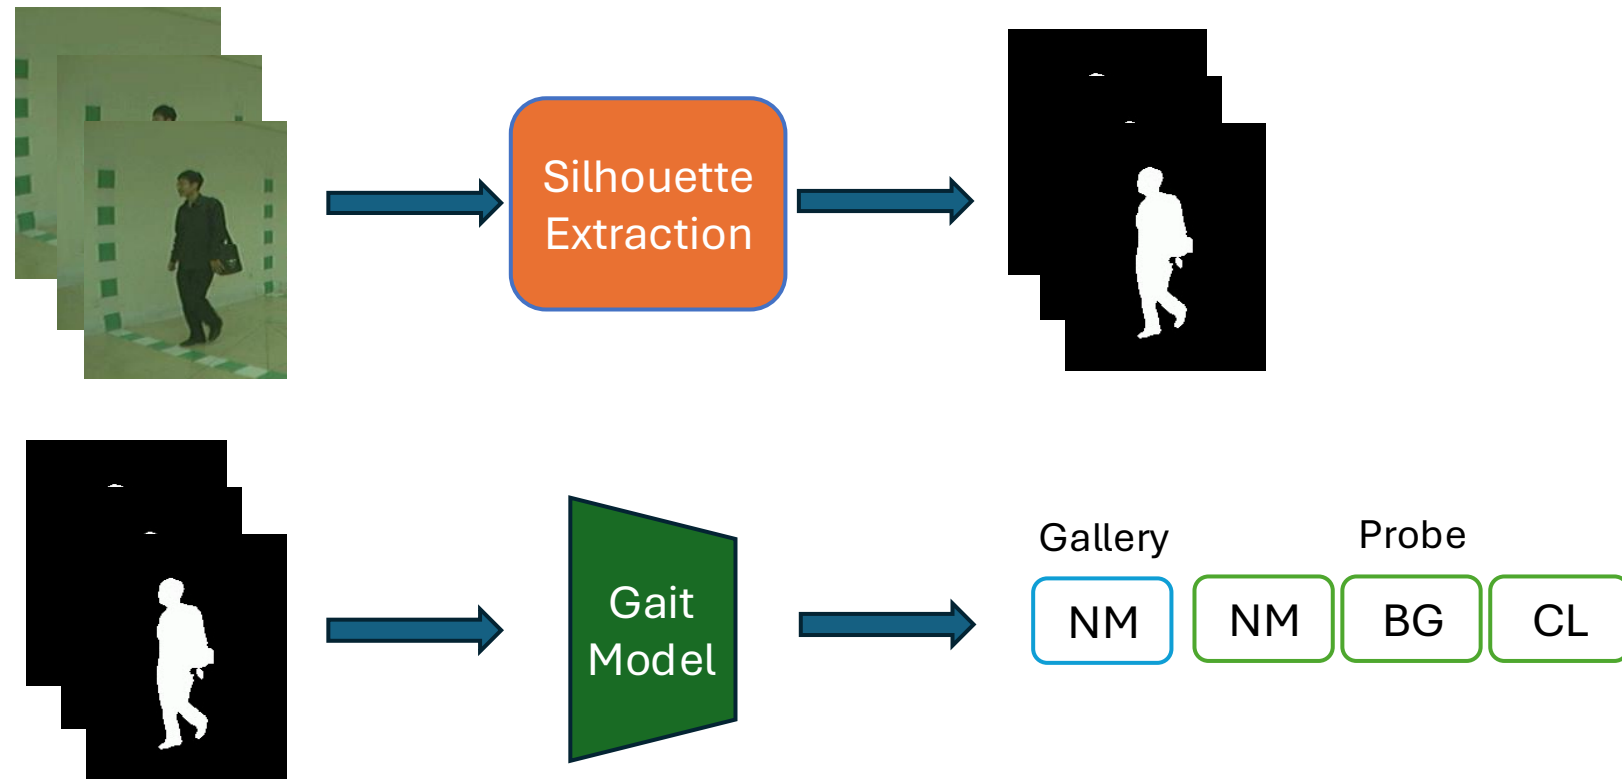 Silhouette
Extraction
Gait
Model
Gallery
Probe
NM
NM
BG
CL